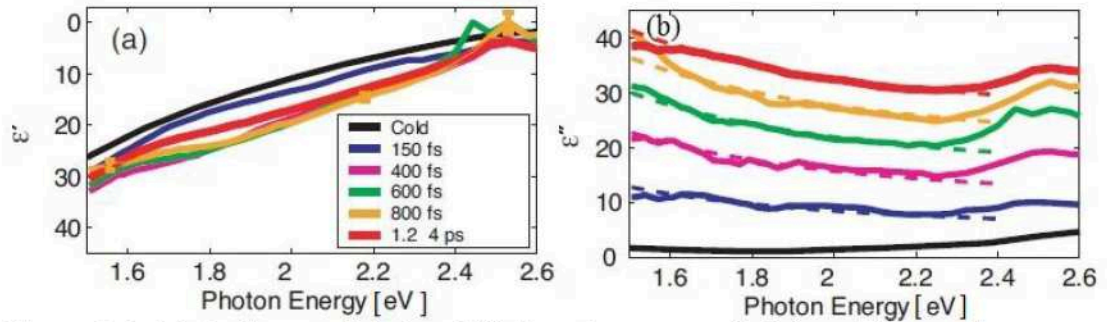 (a)
0
10
20
30
40
ε′
1.6 1.8 2 2.2 2.4 2.6
Photon Energy [eV]
Cold
150 fs
400 fs
600 fs
800 fs
1.2 4 ps
(b)
40
30
20
10
0
ε″
1.6 1.8 2 2.2 2.4 2.6
Photon Energy [eV]